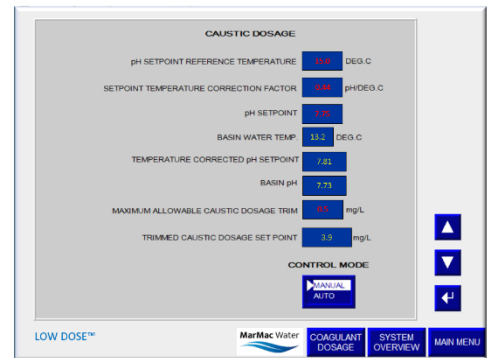 CAUSTIC DOSAGE
pH SETPOINT REFERENCE TEMPERATURE DEG.C
SETPOINT TEMPERATURE CORRECTION FACTOR pH/DEG.C
pH SETPOINT 7.75
BASIN WATER TEMP. 13.2 DEG.C
TEMPERATURE CORRECTED pH SETPOINT 7.81
BASIN pH 7.73
MAXIMUM ALLOWABLE CAUSTIC DOSAGE TRIM mg/L
TRIMMED CAUSTIC DOSAGE SET POINT 3.9 mg/L
CONTROL MODE
MANUAL
AUTO
LOW DOSE™
MarMac Water
COAGULANT
DOSAGE
SYSTEM
OVERVIEW
MAIN MENU